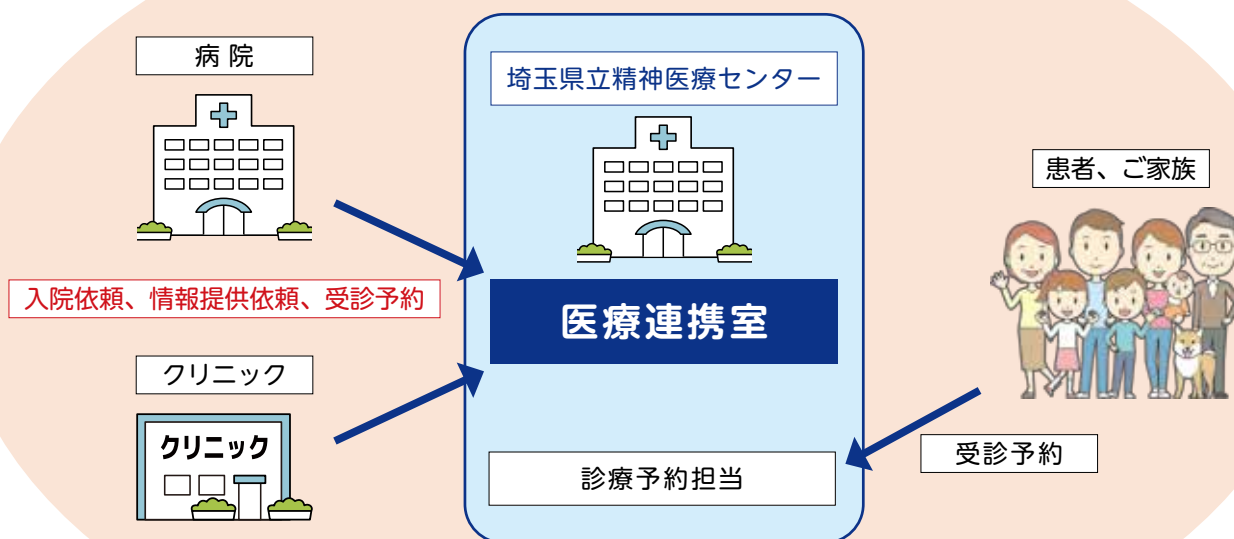 病 院
入院依頼、情報提供依頼、受診予約
クリニック
クリニック
埼玉県立精神医療センター
医療連携室
診療予約担当
患者、ご家族
受診予約